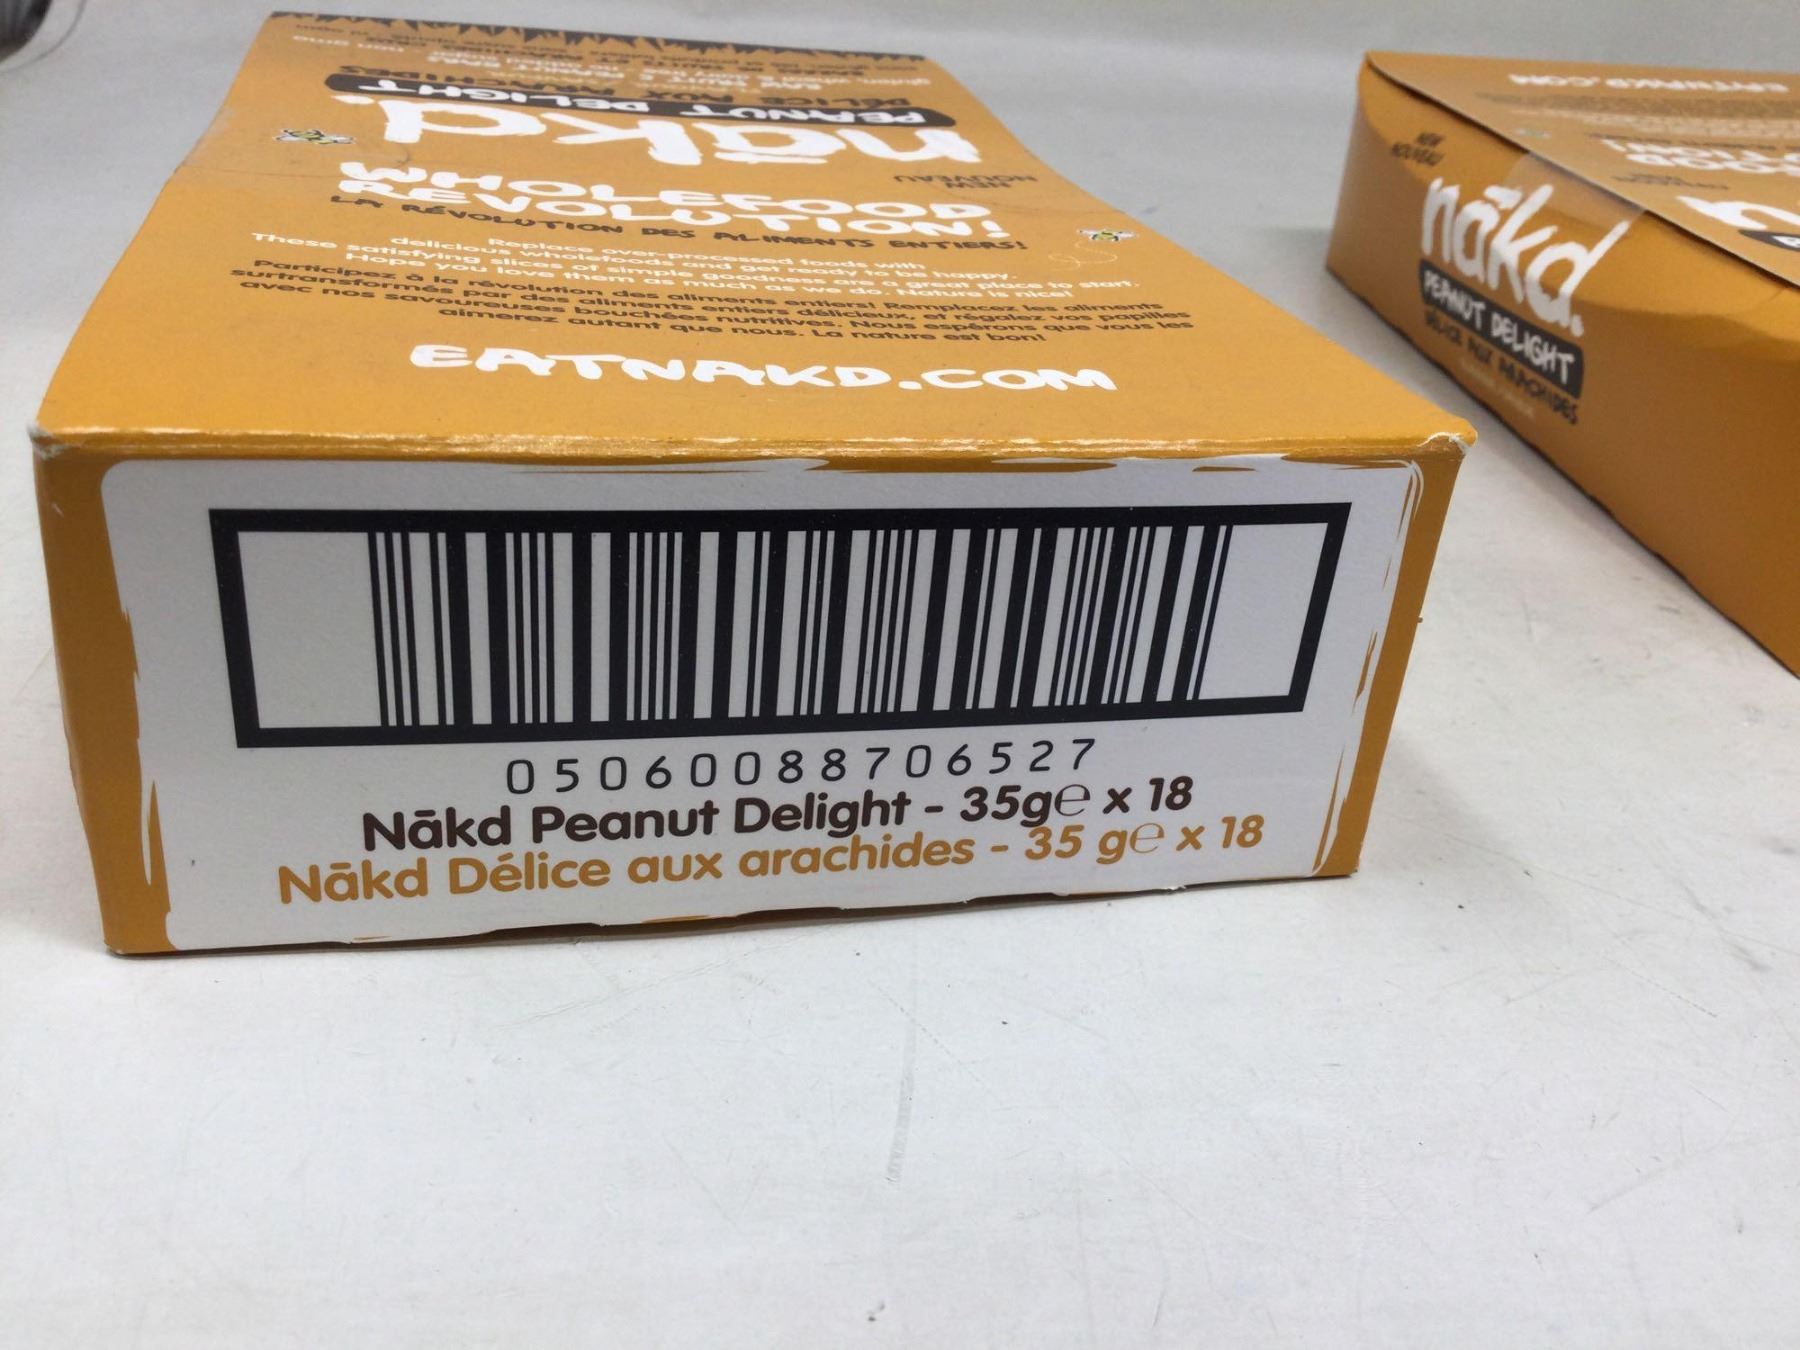 nākd.
PEANUT DELIGHT
DÉLICE AUX ARACHIDES
NEW
NOUVEAU
WHOLEFOOD
REVOLUTION!
LA RÉVOLUTION DES ALIMENTS ENTIERS!
Replace over-processed foods with
delicious wholefoods and get ready to be happy.
These satisfying slices of simple goodness are a great place to start.
Hope you love them as much as we do. Nature is nice!
Participez à la révolution des aliments entiers! Remplacez les aliments
surtransformés par des aliments entiers délicieux, et régalez vos papilles
avec nos savoureuses bouchées nutritives. Nous espérons que vous les
aimerez autant que nous. La nature est bon!
EATNAKD.COM
05060088706527
Nākd Peanut Delight - 35g℮ x 18
Nākd Délice aux arachides - 35 g℮ x 18
EATNAKD.COM
NEW
NOUVEAU
nākd.
PEANUT DELIGHT
DÉLICE AUX ARACHIDES